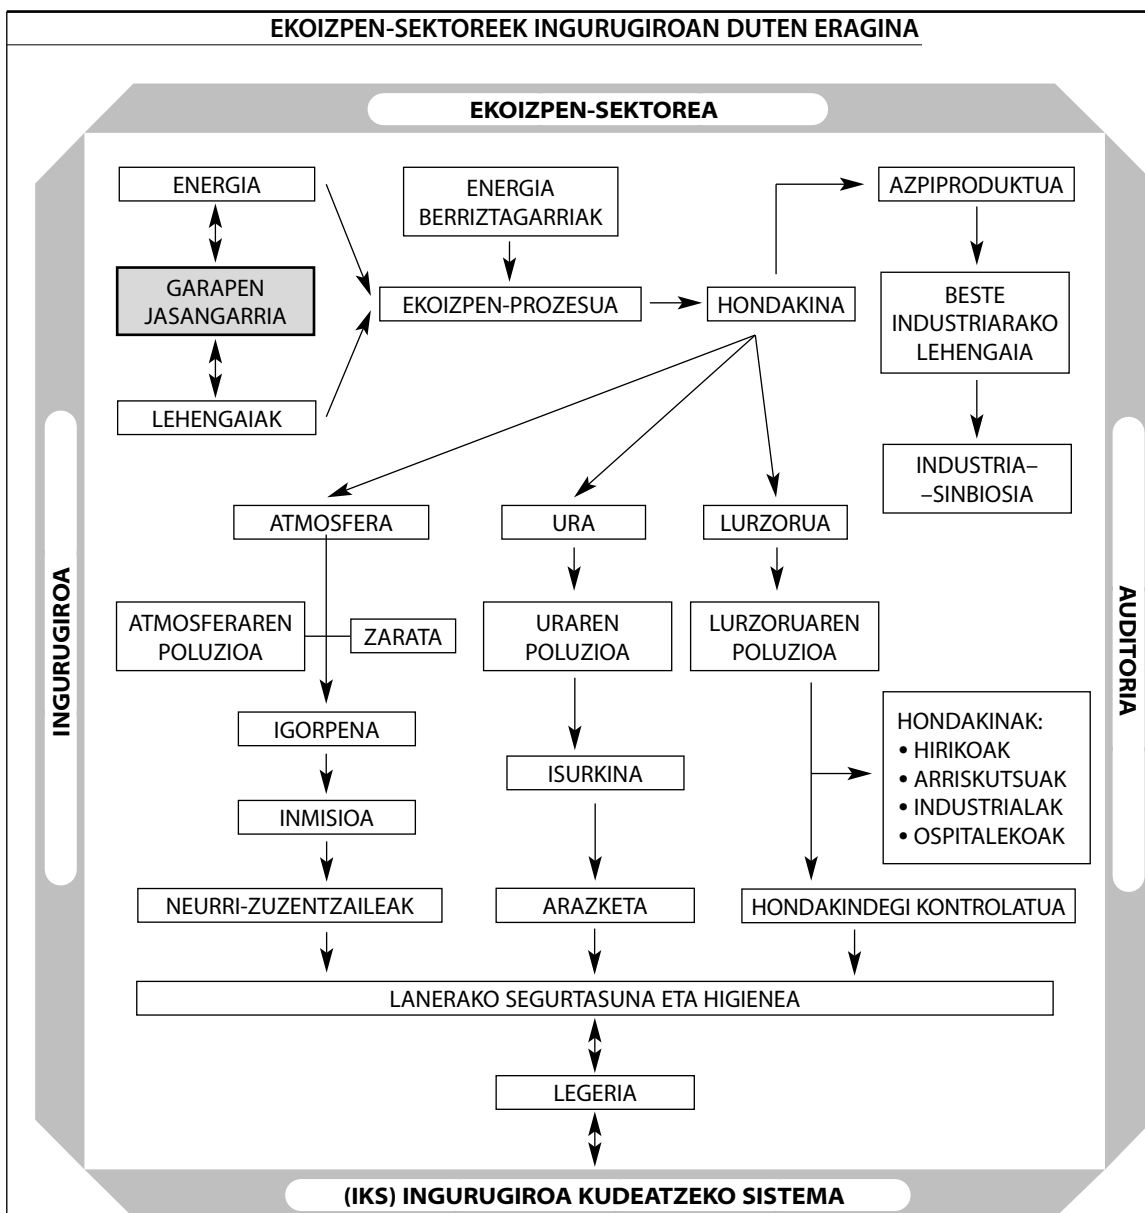 EKOIZPEN-SEKTOREEK INGURUGIROAN DUTEN ERAGINA
EKOIZPEN-SEKTOREA
ENERGIA
ENERGIA
BERRIZTAGARRIAK
AZPIPRODUKTUA
GARAPEN
JASANGARRIA
EKOIZPEN-PROZESUA
HONDAKINA
BESTE
INDUSTRIARAKO
LEHENGAIA
LEHENGAIAK
INDUSTRIA–
–SINBIOSIA
ATMOSFERA
URA
LURZORUA
INGURUGIROA
AUDITORIA
ATMOSFERAREN
POLUZIOA
ZARATA
URAREN
POLUZIOA
LURZORUAREN
POLUZIOA
IGORPENA
ISURKINA
HONDAKINAK:
• HIRIKOAK
• ARRISKUTSUAK
• INDUSTRIALAK
• OSPITALEKOAK
INMISIOA
NEURRI-ZUZENTZAILEAK
ARAZKETA
HONDAKINDEGI KONTROLATUA
LANERAKO SEGURTASUNA ETA HIGIENEA
LEGERIA
(IKS) INGURUGIROA KUDEATZEKO SISTEMA